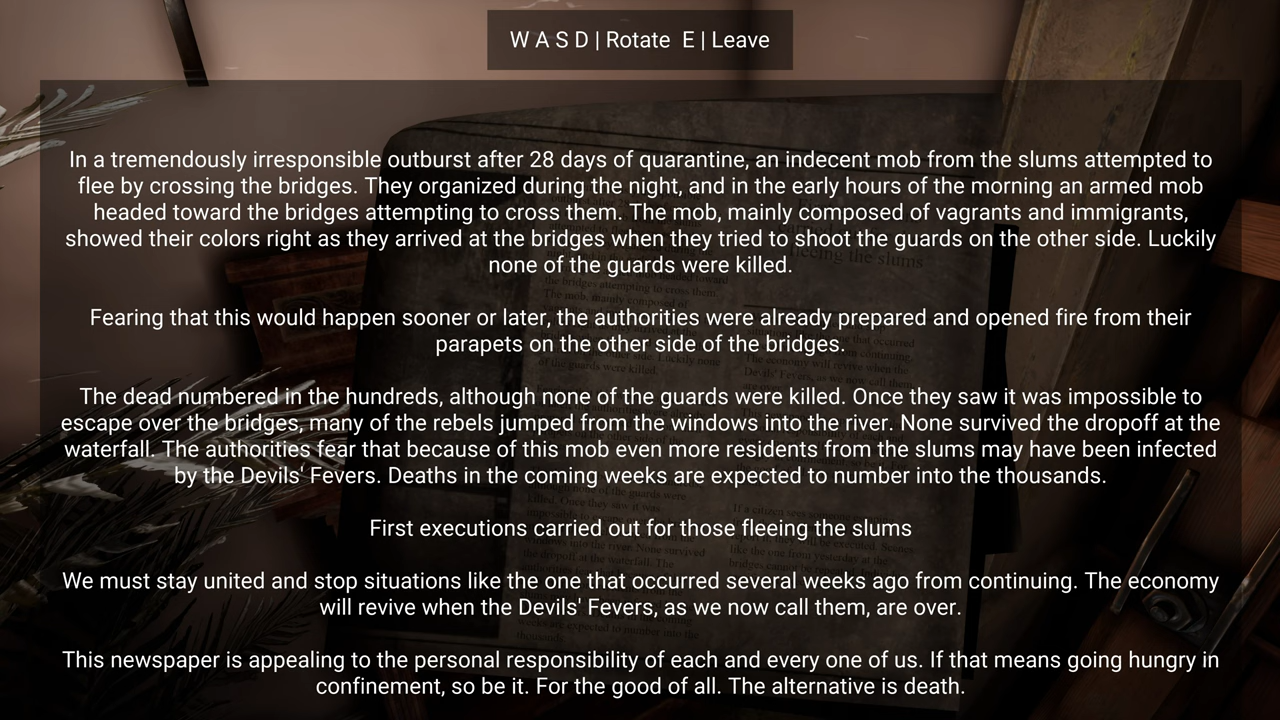 W A S D | Rotate  E | Leave
In a tremendously irresponsible outburst after 28 days of quarantine, an indecent mob from the slums attempted to
flee by crossing the bridges. They organized during the night, and in the early hours of the morning an armed mob
headed toward the bridges attempting to cross them. The mob, mainly composed of vagrants and immigrants,
showed their colors right as they arrived at the bridges when they tried to shoot the guards on the other side. Luckily
none of the guards were killed.
Fearing that this would happen sooner or later, the authorities were already prepared and opened fire from their
parapets on the other side of the bridges.
The dead numbered in the hundreds, although none of the guards were killed. Once they saw it was impossible to
escape over the bridges, many of the rebels jumped from the windows into the river. None survived the dropoff at the
waterfall. The authorities fear that because of this mob even more residents from the slums may have been infected
by the Devils' Fevers. Deaths in the coming weeks are expected to number into the thousands.
First executions carried out for those fleeing the slums
We must stay united and stop situations like the one that occurred several weeks ago from continuing. The economy
will revive when the Devils' Fevers, as we now call them, are over.
This newspaper is appealing to the personal responsibility of each and every one of us. If that means going hungry in
confinement, so be it. For the good of all. The alternative is death.